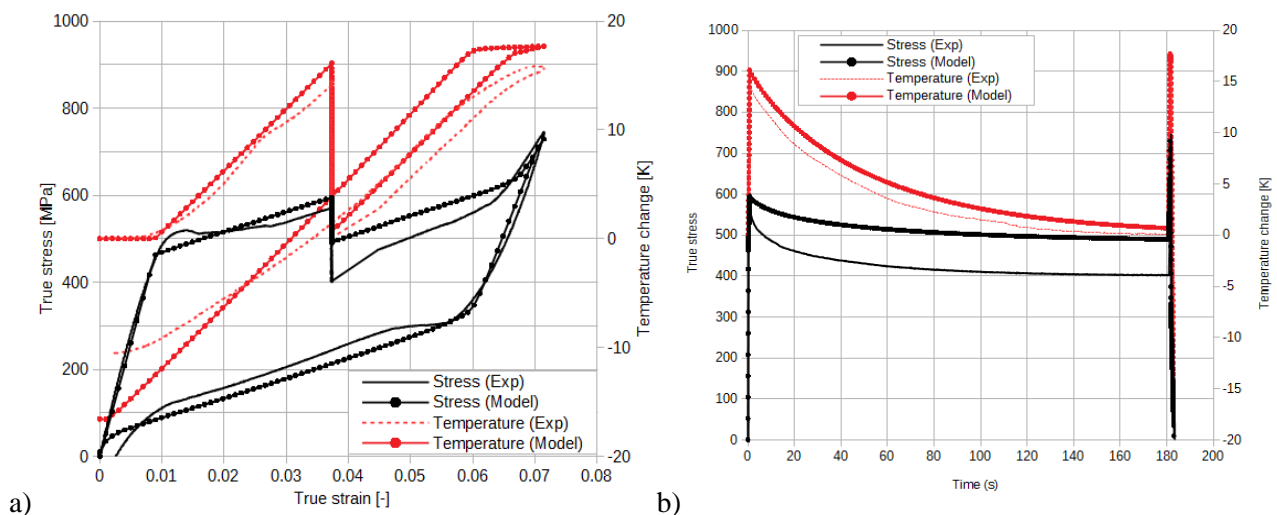 1000
900
800
600
500
400
200
100
0
True stress [MPa]
20
10
0
-10
-20
Temperature change [K]
Stress (Exp)
Stress (Model)
Temperature (Exp)
Temperature (Model)
0 0.01 0.02 0.03 0.04 0.05 0.06 0.07 0.08
True strain [-]
a)
1000
900
800
700
600
500
400
300
200
100
0
True stress
Stress (Exp)
Stress (Model)
Temperature (Exp)
Temperature (Model)
20
15
10
5
0
-5
-10
-15
-20
Temperature change [K]
0 20 40 60 80 100 120 140 160 180 200
Time (s)
b)